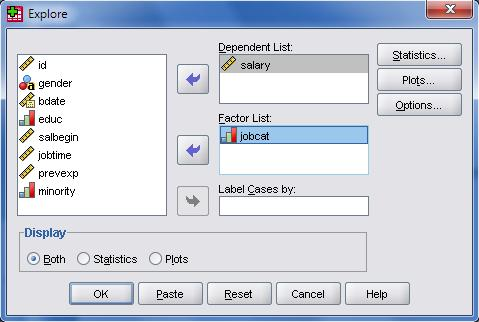 Explore
id
gender
bdate
educ
salbegin
jobtime
prevexp
minority
Dependent List:
salary
Factor List:
jobcat
Label Cases by:
Statistics...
Plots...
Options...
Display
Both
Statistics
Plots
OK
Paste
Reset
Cancel
Help